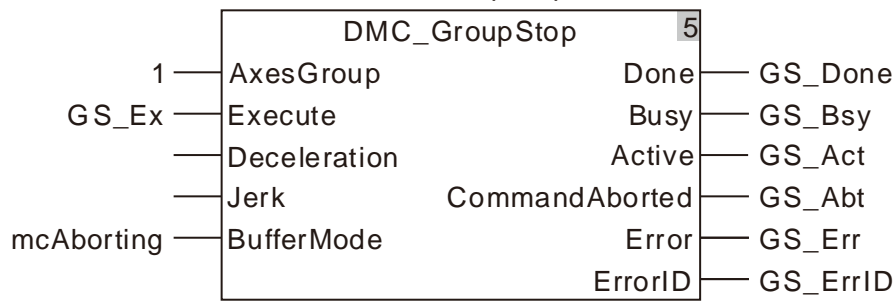 DMC_GroupStop 5
1 AxesGroup Done GS_Done
GS_Ex Execute Busy GS_Bsy
Deceleration Active GS_Act
Jerk CommandAborted GS_Abt
mcAborting BufferMode Error GS_Err
ErrorID GS_ErrID